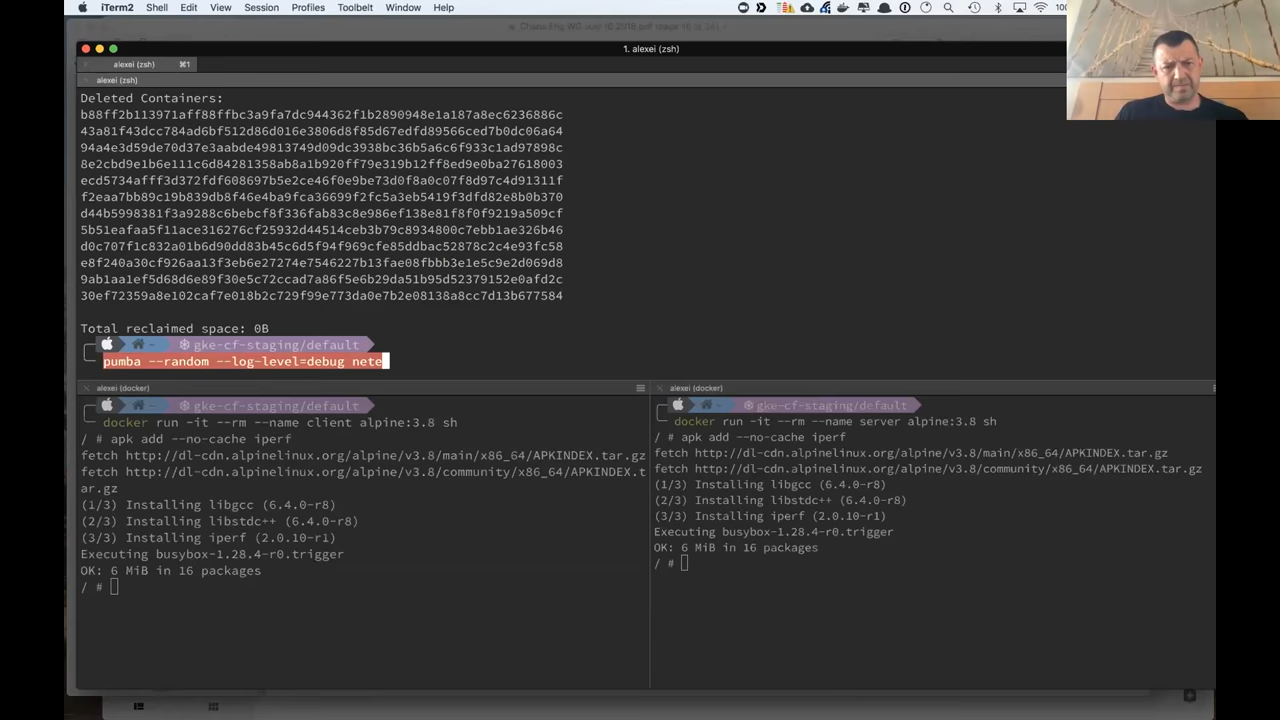 iTerm2 Shell Edit View Session Profiles Toolbelt Window Help
1. alexei (zsh)
alexei (zsh) ⌘1
alexei (zsh)
Deleted Containers:
b88ff2b113971aff88ffbc3a9fa7dc944362f1b2890948e1a187a8ec6236886c
43a81f43dcc784ad6bf512d86d016e3806d8f85d67edfd89566ced7b0dc06a64
94a4e3d59de70d37e3aabde49813749d09dc3938bc36b5a6c6f933c1ad97898c
8e2cbd9e1b6e111c6d84281358ab8a1b920ff79e319b12ff8ed9e0ba27618003
ecd5734afff3d372fdf608697b5e2ce46f0e9be73d0f8a0c07f8d97c4d91311f
f2eaa7bb89c19b839db8f46e4ba9fca36699f2fc5a3eb5419f3dfd82e8b0b370
d44b5998381f3a9288c6bebcf8f336fab83c8e986ef138e81f8f0f9219a509cf
5b51eafaa5f11ace316276cf25932d44514ceb3b79c8934800c7ebb1ae326b46
d0c707f1c832a01b6d90dd83b45c6d5f94f969cfe85ddbac52878c2c4e93fc58
e8f240a30cf926aa13f3eb6e27274e7546227b13fae08fbbb3e1e5c9e2d069d8
9ab1aa1ef5d68d6e89f30e5c72ccad7a86f5e6b29da51b95d52379152e0afd2c
30ef72359a8e102caf7e018b2c729f99e773da0e7b2e08138a8cc7d13b677584
Total reclaimed space: 0B
~ gke-cf-staging/default
pumba --random --log-level=debug nete
alexei (docker)
~ gke-cf-staging/default
docker run -it --rm --name client alpine:3.8 sh
/ # apk add --no-cache iperf
fetch http://dl-cdn.alpinelinux.org/alpine/v3.8/main/x86_64/APKINDEX.tar.gz
fetch http://dl-cdn.alpinelinux.org/alpine/v3.8/community/x86_64/APKINDEX.t
ar.gz
(1/3) Installing libgcc (6.4.0-r8)
(2/3) Installing libstdc++ (6.4.0-r8)
(3/3) Installing iperf (2.0.10-r1)
Executing busybox-1.28.4-r0.trigger
OK: 6 MiB in 16 packages
/ #
alexei (docker)
~ gke-cf-staging/default
docker run -it --rm --name server alpine:3.8 sh
/ # apk add --no-cache iperf
fetch http://dl-cdn.alpinelinux.org/alpine/v3.8/main/x86_64/APKINDEX.tar.gz
fetch http://dl-cdn.alpinelinux.org/alpine/v3.8/community/x86_64/APKINDEX.tar.gz
(1/3) Installing libgcc (6.4.0-r8)
(2/3) Installing libstdc++ (6.4.0-r8)
(3/3) Installing iperf (2.0.10-r1)
Executing busybox-1.28.4-r0.trigger
OK: 6 MiB in 16 packages
/ #